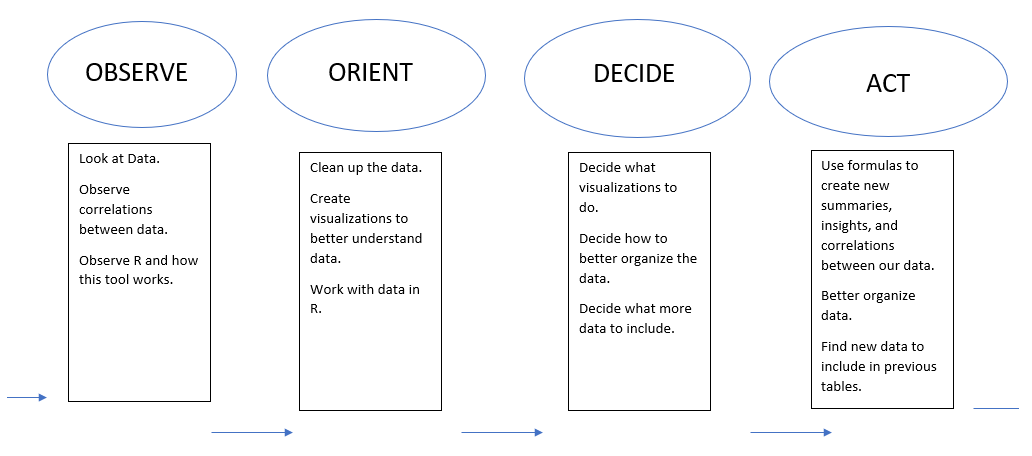 OBSERVE
ORIENT
DECIDE
ACT
Look at Data.
Observe
correlations
between data.
Observe R and how
this tool works.
Clean up the data.
Create
visualizations to
better understand
data.
Work with data in
R.
Decide what
visualizations to
do.
Decide how to
better organize the
data.
Decide what more
data to include.
Use formulas to
create new
summaries,
insights, and
correlations
between our data.
Better organize
data.
Find new data to
include in previous
tables.